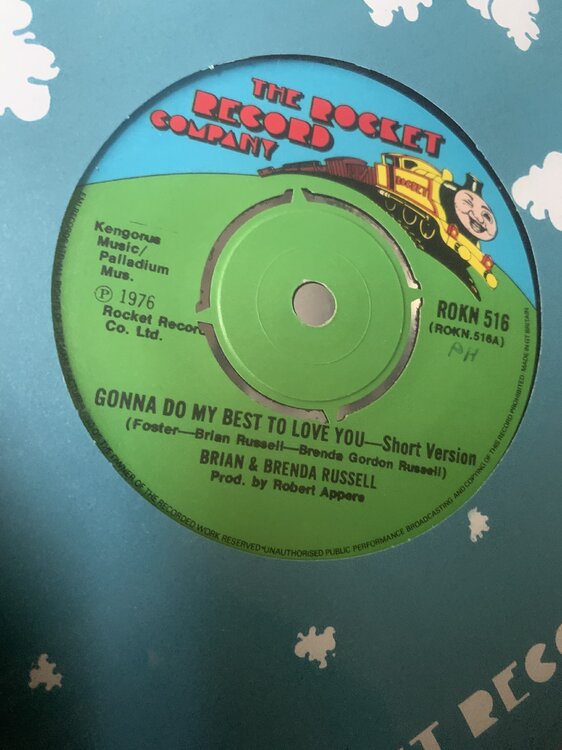 THE ROCKET
RECORD
COMPANY
ROCKET
Kengorus
Music/
Palladium
Mus.
Ⓟ 1976
Rocket Record
Co. Ltd.
ROKN 516
(ROKN.516A)
PH
GONNA DO MY BEST TO LOVE YOU—Short Version
(Foster—Brian Russell—Brenda Gordon Russell)
BRIAN & BRENDA RUSSELL
Prod. by Robert Appere
OWNER OF THE RECORDED WORK RESERVED•UNAUTHORISED PUBLIC PERFORMANCE BROADCASTING AND COPYING OF THIS RECORD PROHIBITED: MADE IN GT BRITAIN